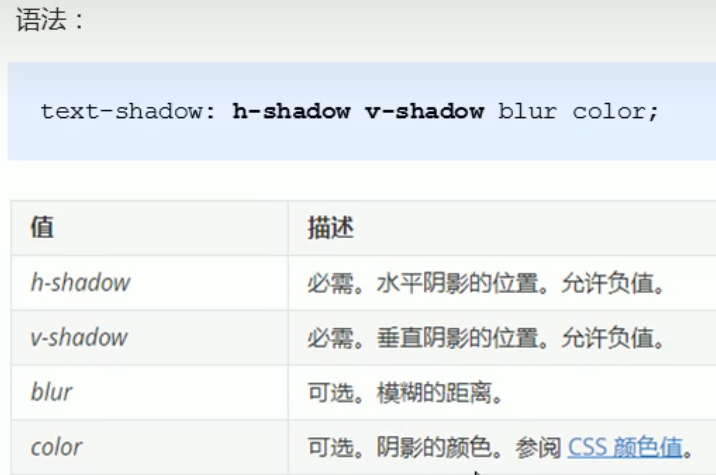 语法：
text-shadow: h-shadow v-shadow blur color;
值 描述
h-shadow 必需。水平阴影的位置。允许负值。
v-shadow 必需。垂直阴影的位置。允许负值。
blur 可选。模糊的距离。
color 可选。阴影的颜色。参阅 CSS 颜色值。